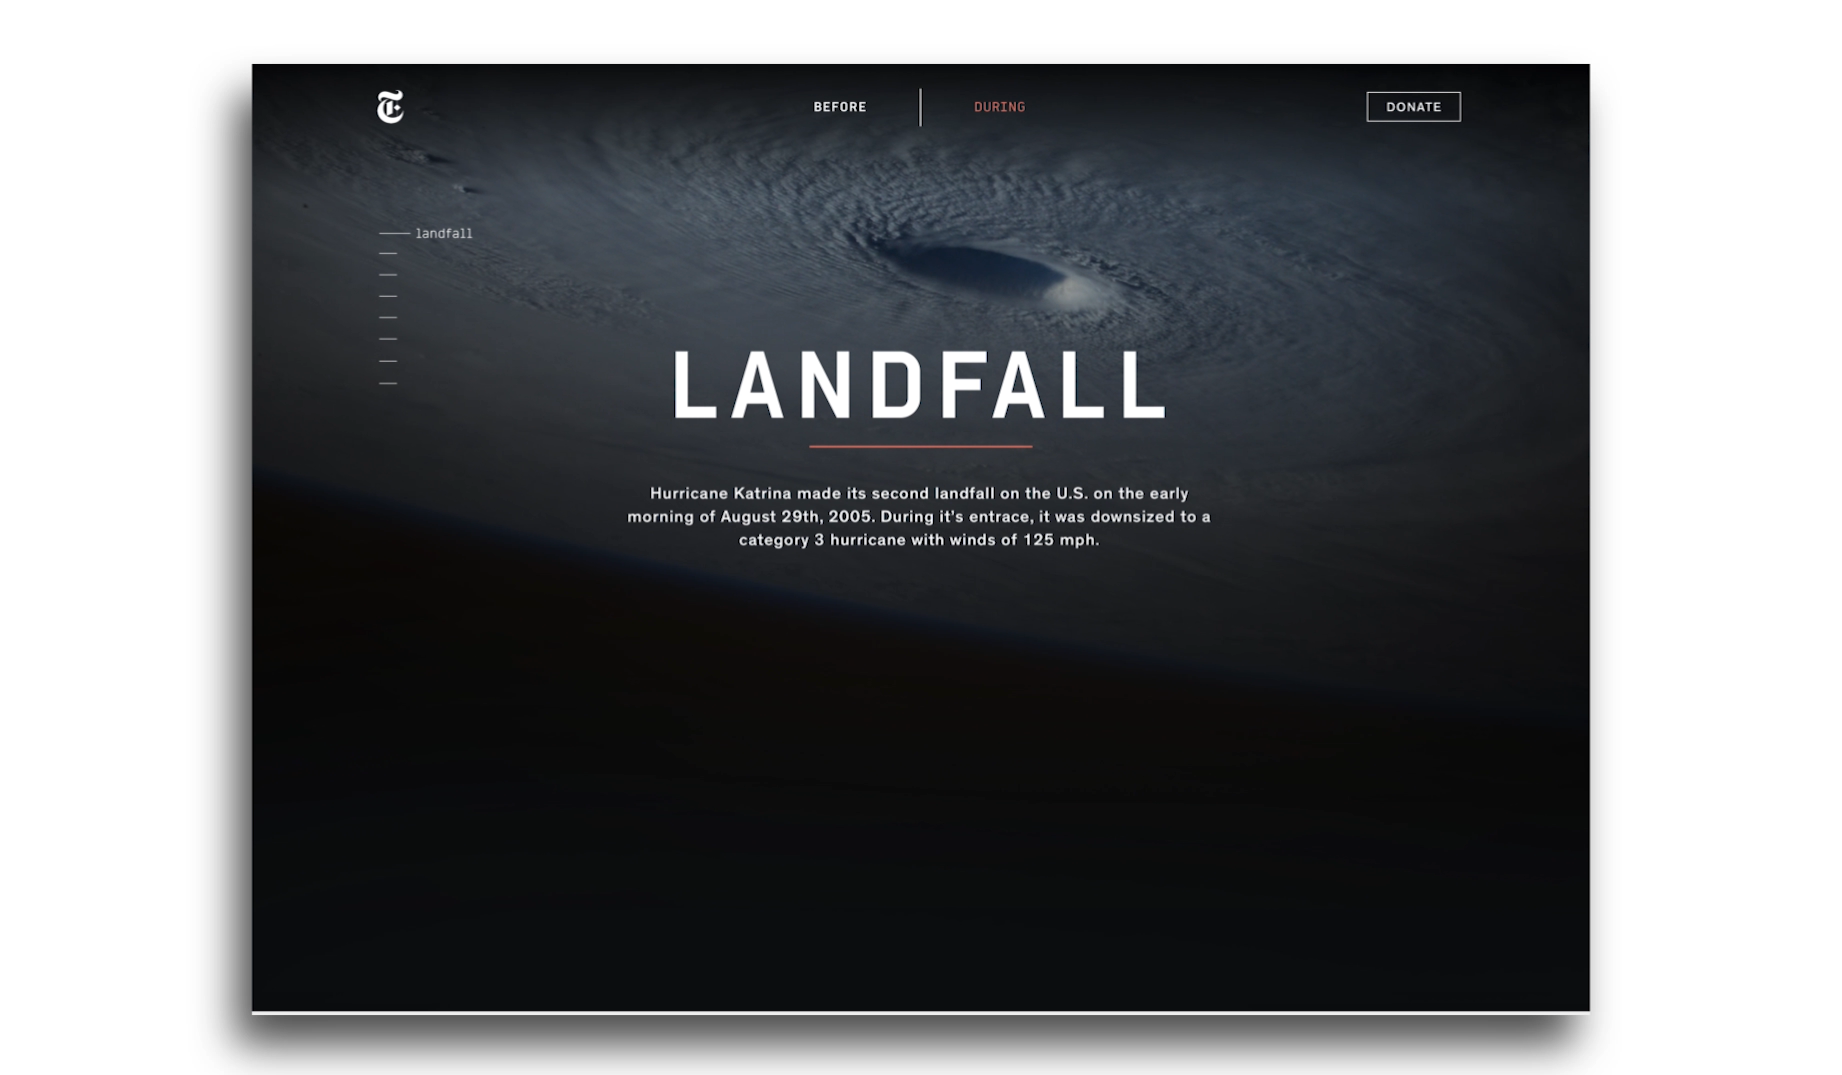 BEFORE
DURING
DONATE
landfall
LANDFALL
Hurricane Katrina made its second landfall on the U.S. on the early
morning of August 29th, 2005. During it's entrace, it was downsized to a
category 3 hurricane with winds of 125 mph.